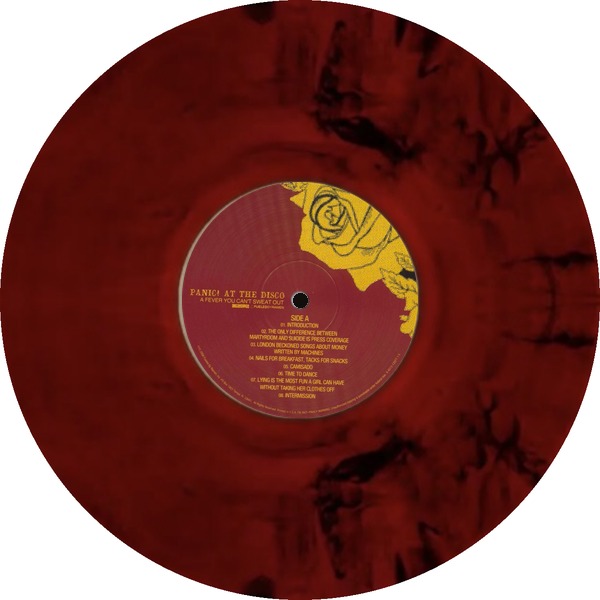 PANIC! AT THE DISCO
A FEVER YOU CAN'T SWEAT OUT
SIDE A
01. INTRODUCTION
02. THE ONLY DIFFERENCE BETWEEN
MARTYRDOM AND SUICIDE IS PRESS COVERAGE
03. LONDON BECKONED SONGS ABOUT MONEY
WRITTEN BY MACHINES
04. NAILS FOR BREAKFAST, TACKS FOR SNACKS
05. CAMISADO
06. TIME TO DANCE
07. LYING IS THE MOST FUN A GIRL CAN HAVE
WITHOUT TAKING HER CLOTHES OFF
08. INTERMISSION